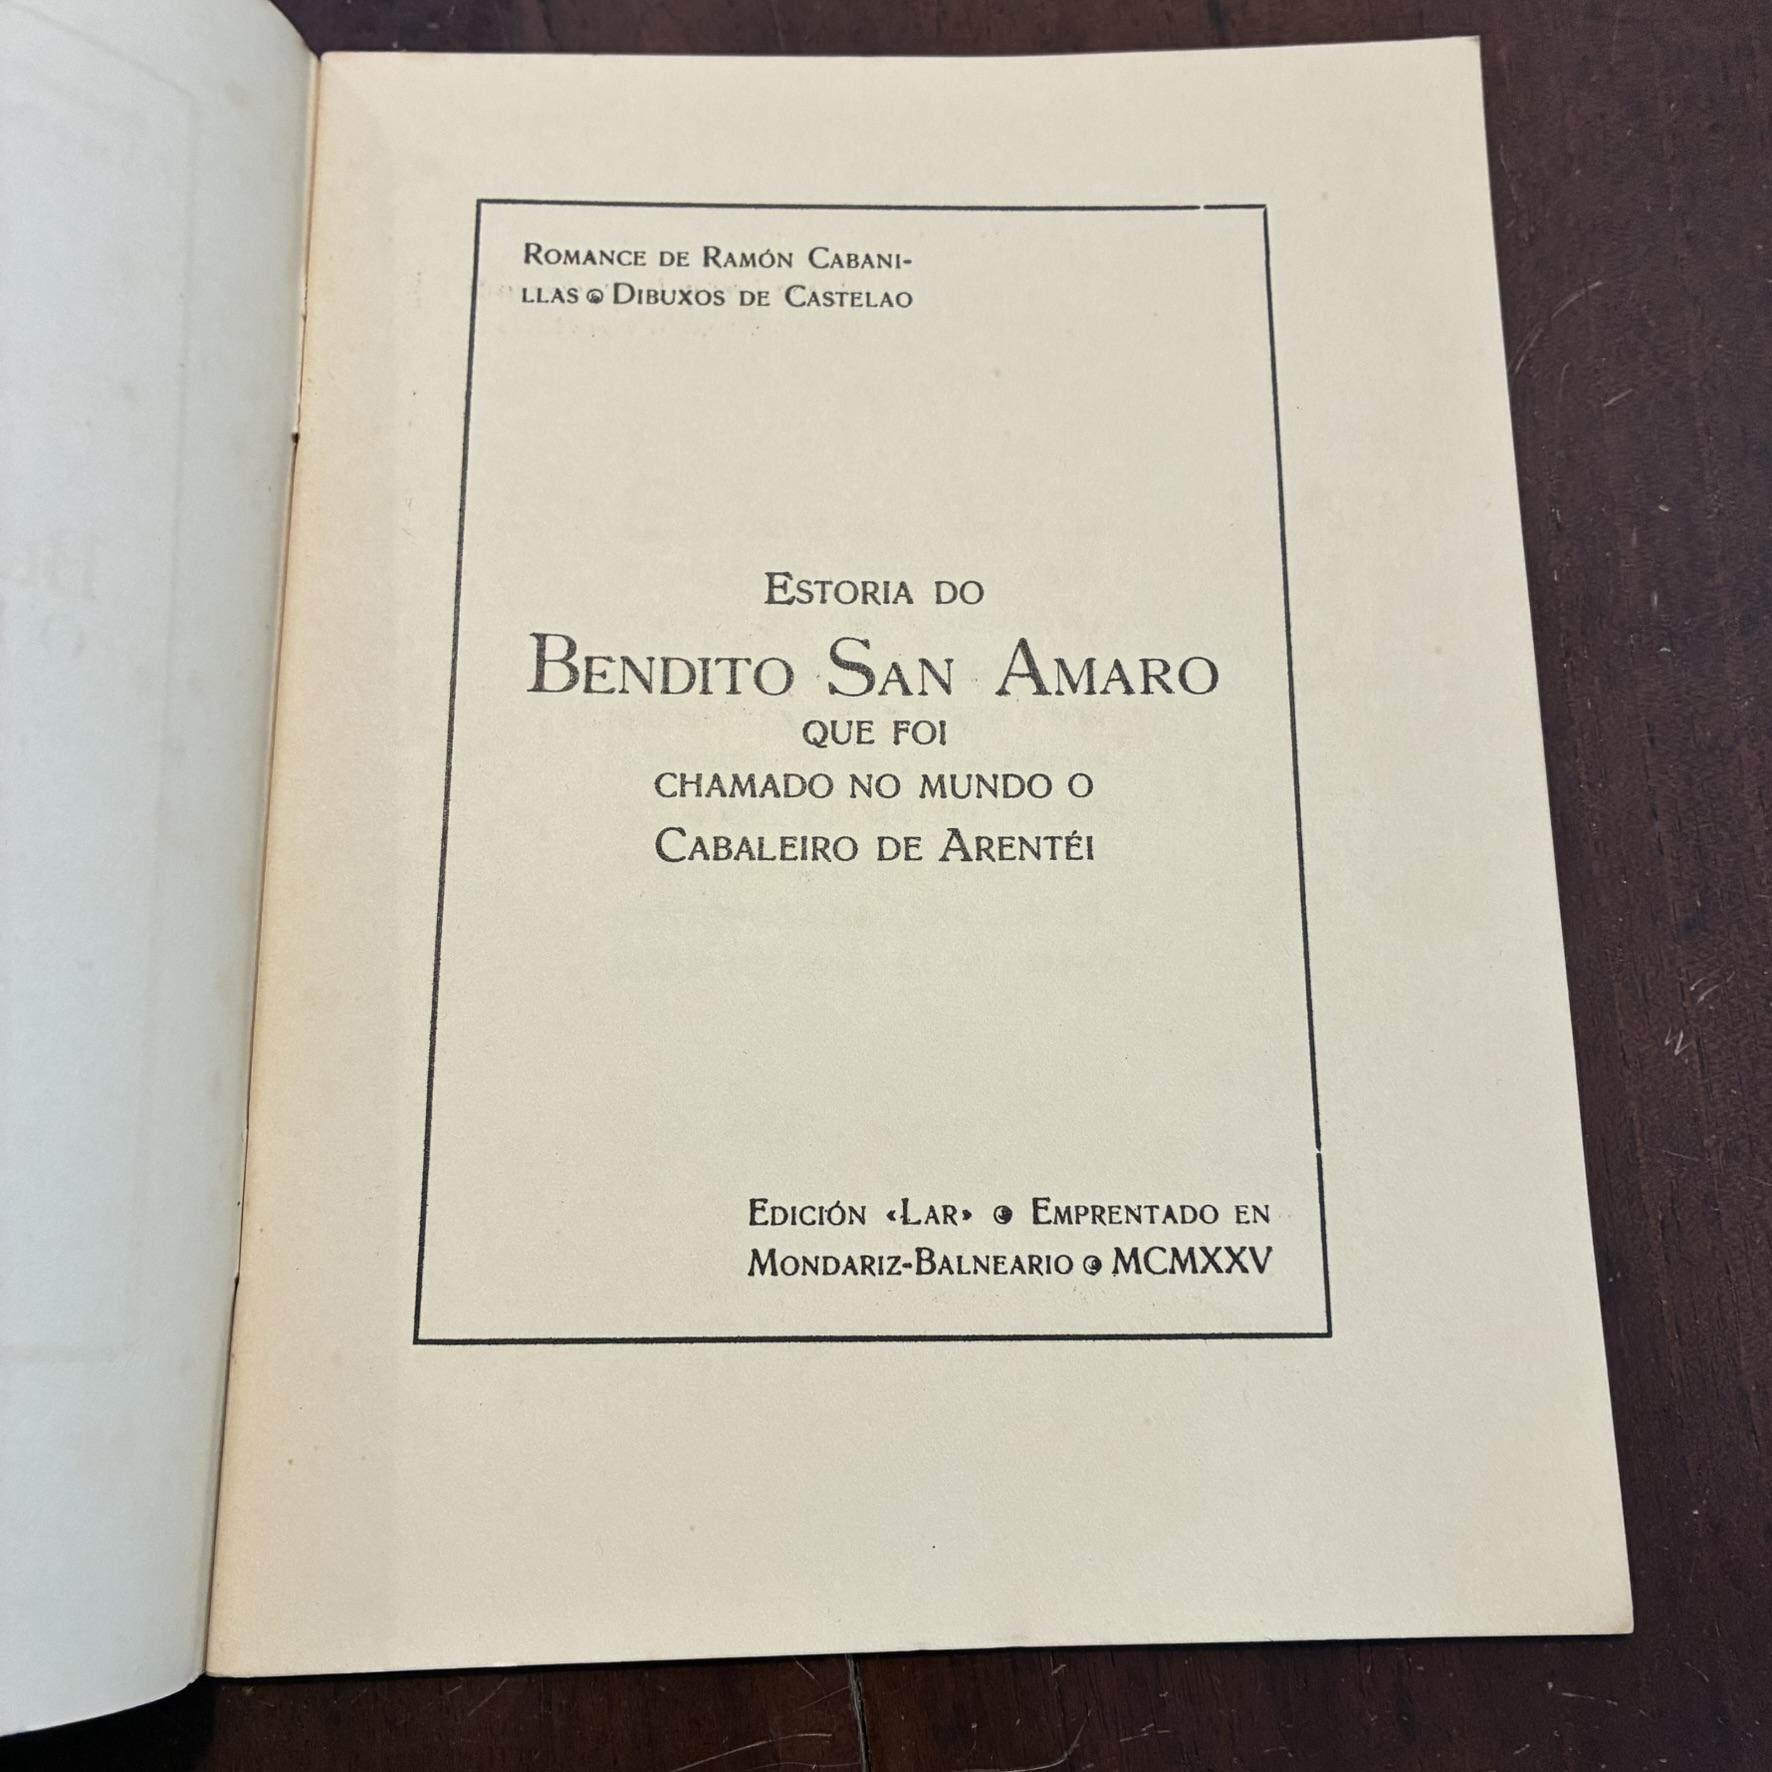 Romance de Ramón Cabani-
llas Dibuxos de Castelao
Estoria do
Bendito San Amaro
que foi
chamado no mundo o
Cabaleiro de Arentéi
Edición «Lar» Emprentado en
Mondariz-Balneario MCMXXV